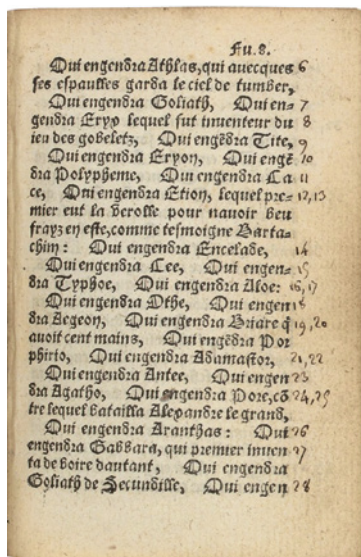 Fu.8.
Qui engendra Athlas, qui auecques 6
ses espaulles garda le ciel de tumber,
Qui engendra Goliath, Qui en= 7
gendra Eryx lequel fut inuenteur du 8
ieu des gobeletz, Qui engẽdra Tite, 9
Qui engendra Eryon, Qui engẽ 10
dra Polypheme, Qui engendra Ca 11
ce, Qui engendra Etion, lequel pre= 12,13
mier eut la verolle pour nauoir beu
frayz en este, comme tesmoigne Barta=
chim : Qui engendra Encelade, 14
Qui engendra Cee, Qui engen= 15
dra Typhoe, Qui engendra Aloe: 16,17
Qui engendra Othe, Qui engen 18
dra Aegeon, Qui engendra Briare q̃ 19,20
auoit cent mains, Qui engẽdra Por
phirio, Qui engendra Adamastor, 21,22
Qui engendra Antee, Qui engen 23
dra Agatho, Qui engendra Pore, cõ 24,25
tre lequel batailla Alexandre le grand,
Qui engendra Aranthas : Qui 26
engendra Gabbara, qui premier inuen 27
ta de boire dautant, Qui engendra
Goliath de Secundille, Qui engen 28